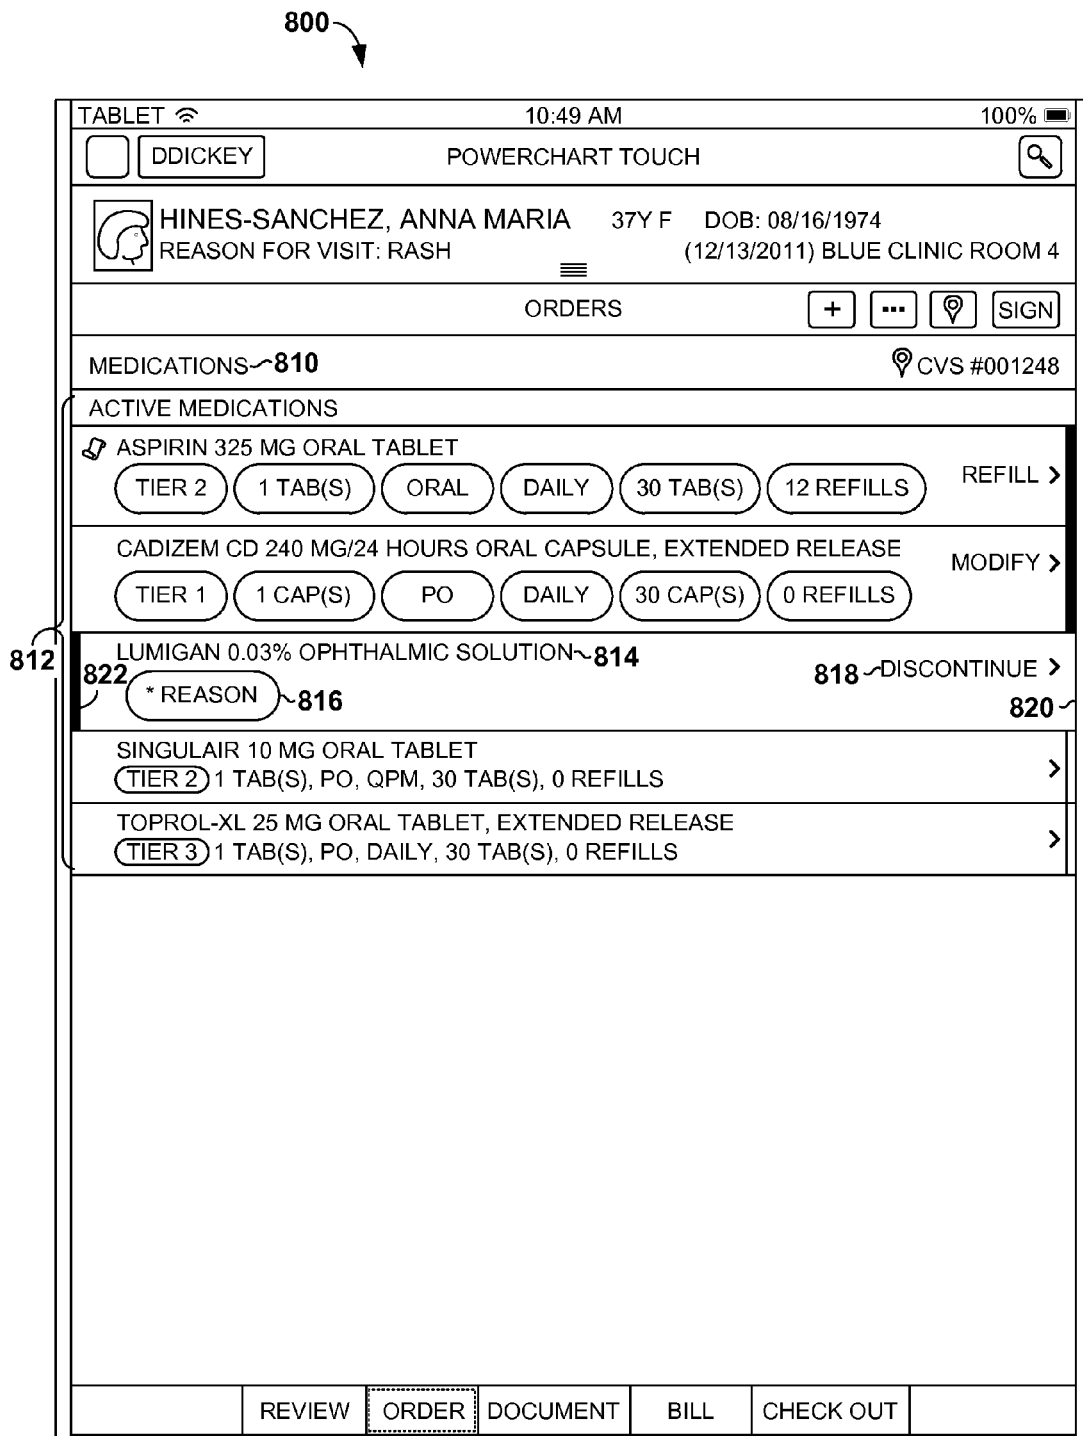 800
TABLET 10:49 AM 100%
DDICKEY POWERCHART TOUCH
HINES-SANCHEZ, ANNA MARIA 37Y F DOB: 08/16/1974
REASON FOR VISIT: RASH (12/13/2011) BLUE CLINIC ROOM 4
ORDERS + ... SIGN
MEDICATIONS 810 CVS #001248
ACTIVE MEDICATIONS
ASPIRIN 325 MG ORAL TABLET
TIER 2 1 TAB(S) ORAL DAILY 30 TAB(S) 12 REFILLS REFILL >
CADIZEM CD 240 MG/24 HOURS ORAL CAPSULE, EXTENDED RELEASE
TIER 1 1 CAP(S) PO DAILY 30 CAP(S) 0 REFILLS MODIFY >
812
LUMIGAN 0.03% OPHTHALMIC SOLUTION 814
822 * REASON 816 818 DISCONTINUE >
820
SINGULAIR 10 MG ORAL TABLET
TIER 2 1 TAB(S), PO, QPM, 30 TAB(S), 0 REFILLS >
TOPROL-XL 25 MG ORAL TABLET, EXTENDED RELEASE
TIER 3 1 TAB(S), PO, DAILY, 30 TAB(S), 0 REFILLS >
REVIEW ORDER DOCUMENT BILL CHECK OUT